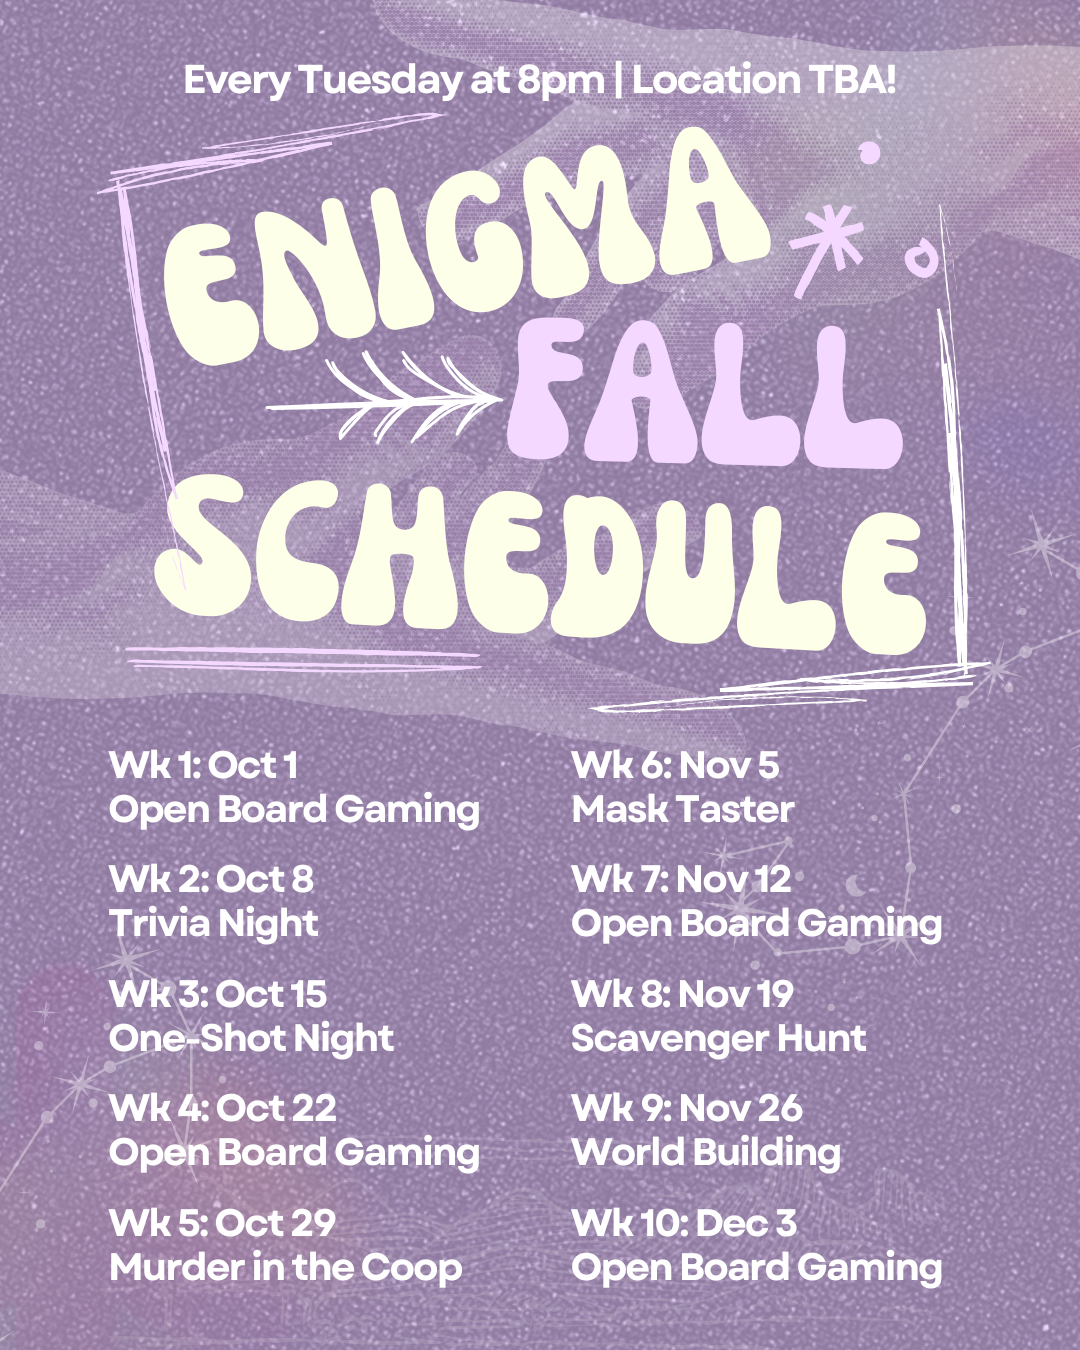 Every Tuesday at 8pm | Location TBA!
ENIGMA
FALL
SCHEDULE
Wk 1: Oct 1
Open Board Gaming
Wk 2: Oct 8
Trivia Night
Wk 3: Oct 15
One-Shot Night
Wk 4: Oct 22
Open Board Gaming
Wk 5: Oct 29
Murder in the Coop
Wk 6: Nov 5
Mask Taster
Wk 7: Nov 12
Open Board Gaming
Wk 8: Nov 19
Scavenger Hunt
Wk 9: Nov 26
World Building
Wk 10: Dec 3
Open Board Gaming